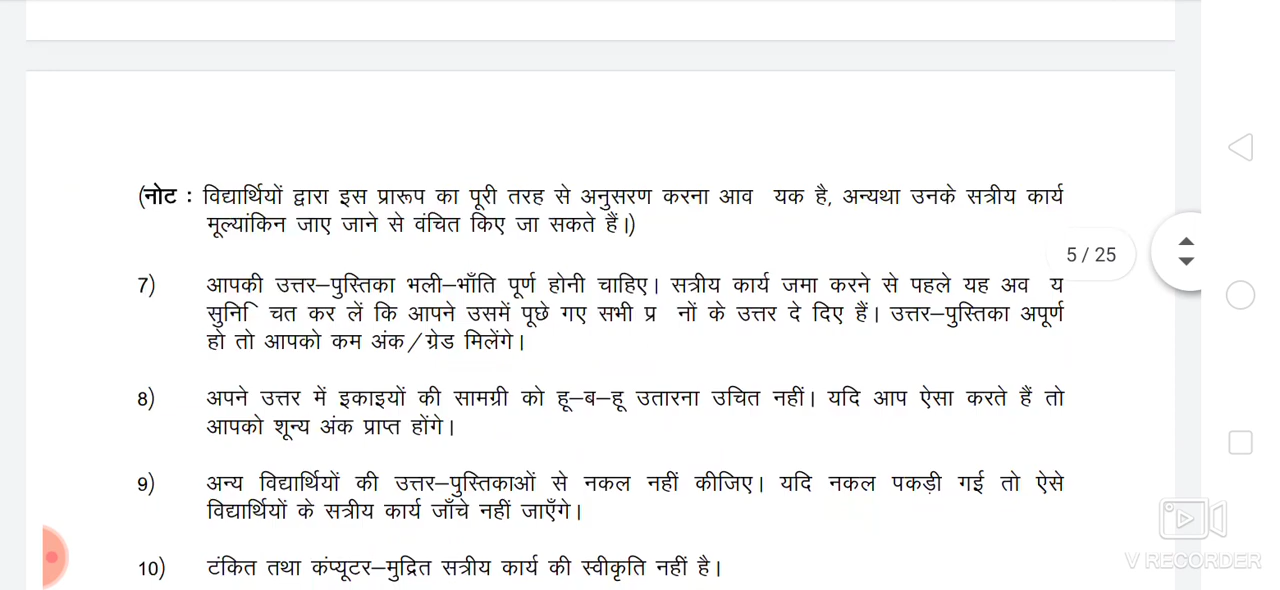 (नोट : विद्यार्थियों द्वारा इस प्रारूप का पूरी तरह से अनुसरण करना आव यक है, अन्यथा उनके सत्रीय कार्य
मूल्यांकिन जाए जाने से वंचित किए जा सकते हैं।)
5 / 25
7) आपकी उत्तर–पुस्तिका भली–भाँति पूर्ण होनी चाहिए। सत्रीय कार्य जमा करने से पहले यह अव य
सुनिि चत कर लें कि आपने उसमें पूछे गए सभी प्र नों के उत्तर दे दिए हैं। उत्तर–पुस्तिका अपूर्ण
हो तो आपको कम अंक/ग्रेड मिलेंगे।
8) अपने उत्तर में इकाइयों की सामग्री को हू–ब–हू उतारना उचित नहीं। यदि आप ऐसा करते हैं तो
आपको शून्य अंक प्राप्त होंगे।
9) अन्य विद्यार्थियों की उत्तर–पुस्तिकाओं से नकल नहीं कीजिए। यदि नकल पकड़ी गई तो ऐसे
विद्यार्थियों के सत्रीय कार्य जाँचे नहीं जाएँगे।
10) टंकित तथा कंप्यूटर–मुद्रित सत्रीय कार्य की स्वीकृति नहीं है।
V RECORDER